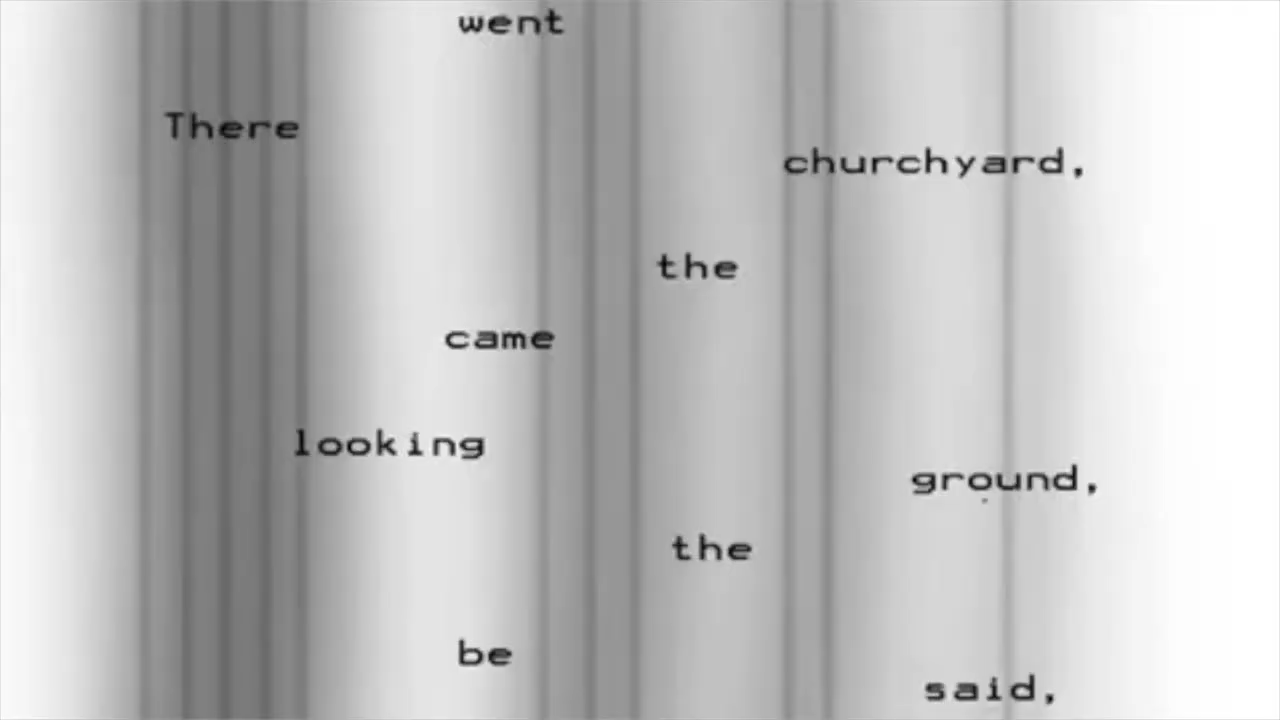 went
There
churchyard,
the
came
looking
ground,
the
be
said,